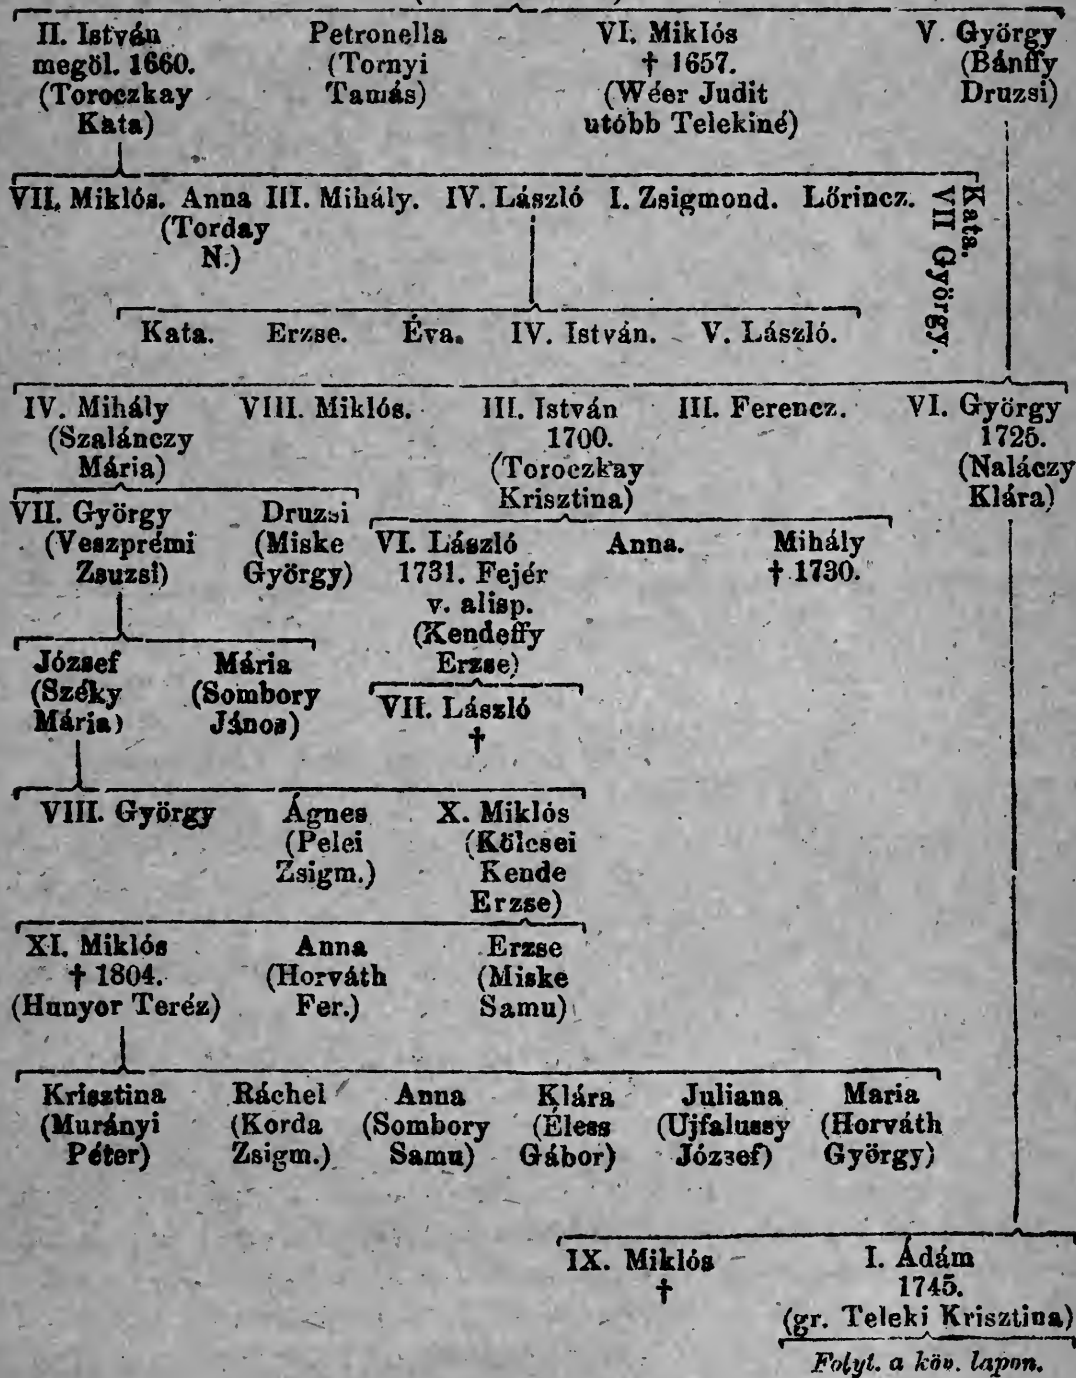 II. István Petronella VI. Miklós V. György
megöl. 1660. (Tornyi † 1657. (Bánffy
(Toroczkay Tamás) (Wéer Judit Druzsi)
Kata) utóbb Telekiné)
VII. Miklós. Anna III. Mihály. IV. László I. Zsigmond. Lőrincz. Kata.
(Torday VII György.
N.)
Kata. Erzse. Éva. IV. István. V. László.
IV. Mihály VIII. Miklós. III. István III. Ferencz. VI. György
(Szalánczy 1700. 1725.
Mária) (Toroczkay (Naláczy
Krisztina) Klára)
VII. György Druzsi
(Veszprémi (Miske VI. László Anna. Mihály
Zsuzsi) György) 1731. Fejér † 1730.
v. alisp.
(Kendeffy
Erzse)
József Mária
(Széky (Sombory VII. László
Mária) János) †
VIII. György Ágnes X. Miklós
(Pelei (Kölcsei
Zsigm.) Kende
Erzse)
XI. Miklós Anna Erzse
† 1804. (Horváth (Miske
(Hunyor Teréz) Fer.) Samu)
Krisztina Ráchel Anna Klára Juliana Maria
(Murányi (Korda (Sombory (Éless (Ujfalussy (Horváth
Péter) Zsigm.) Samu) Gábor) József) György)
IX. Miklós I. Ádám
† 1745.
(gr. Teleki Krisztina)
Folyt. a köv. lapon.